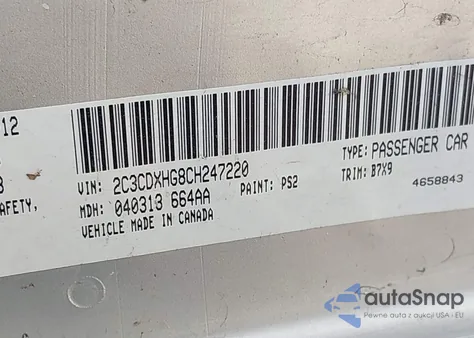 12
3
AFETY,
VIN: 2C3CDXHG8CH247220
MDH: 040313 664AA
VEHICLE MADE IN CANADA
PAINT: PS2
TYPE: PASSENGER CAR
TRIM: B7X9
4658843
autaSnap
Pewne auta z aukcji USA i EU